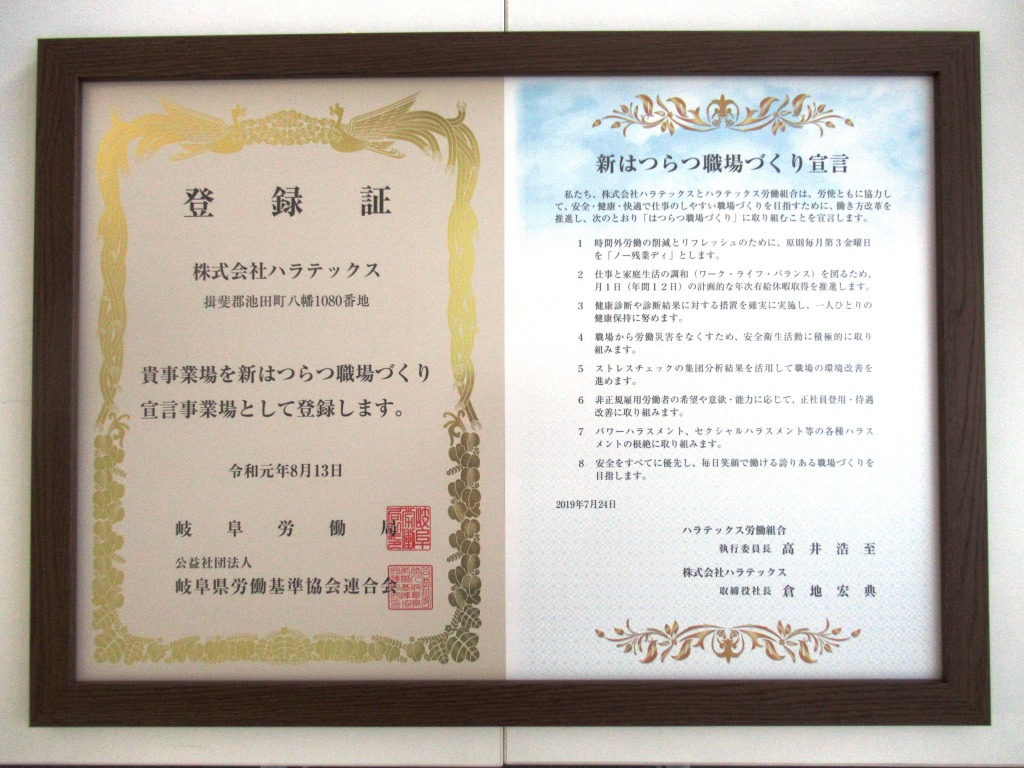 登録証
株式会社ハラテックス
揖斐郡池田町八幡1080番地
貴事業場を新はつらつ職場づくり
宣言事業場として登録します。
令和元年8月13日
岐阜労働局
公益社団法人
岐阜県労働基準協会連合会
新はつらつ職場づくり宣言
私たち、株式会社ハラテックスとハラテックス労働組合は、労使ともに協力し
て、安全・健康・快適で仕事のしやすい職場づくりを目指すために、働き方改革を
推進し、次のとおり「はつらつ職場づくり」に取り組むことを宣言します。
1 時間外労働の削減とリフレッシュのために、原則毎月第3金曜日
を「ノー残業ディ」とします。
2 仕事と家庭生活の調和（ワーク・ライフ・バランス）を図るため、
月1日（年間12日）の計画的な年次有給休暇取得を推進します。
3 健康診断や診断結果に対する措置を確実に実施し、一人ひとりの
健康保持に努めます。
4 職場から労働災害をなくすため、安全衛生活動に積極的に取り
組みます。
5 ストレスチェックの集団分析結果を活用して職場の環境改善を
進めます。
6 非正規雇用労働者の希望や意欲・能力に応じて、正社員登用・待遇
改善に取り組みます。
7 パワーハラスメント、セクシャルハラスメント等の各種ハラス
メントの根絶に取り組みます。
8 安全をすべてに優先し、毎日笑顔で働ける誇りある職場づくりを
目指します。
2019年7月24日
ハラテックス労働組合
執行委員長 高井浩至
株式会社ハラテックス
取締役社長 倉地宏典